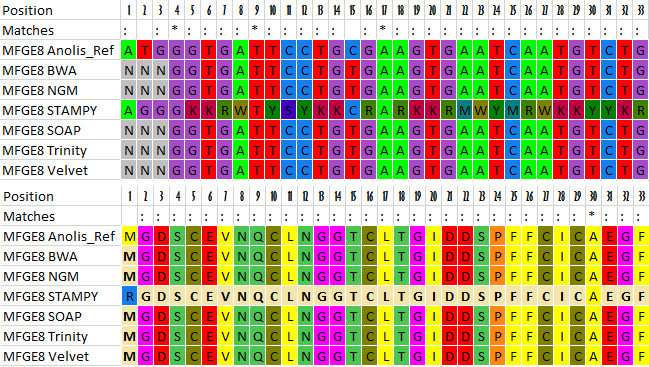 Position 1 2 3 4 5 6 7 8 9 10 11 12 13 14 15 16 17 18 19 20 21 22 23 24 25 26 27 28 29 30 31 32 33
Matches : : : * : : : : * : : : : : : : * : : : : : : : : : : : : : : : :
MFGE8 Anolis_Ref A T G G G T G A T T C C T G C G A A G T G A A T C A A T G T C T G
MFGE8 BWA N N N G G T G A T T C C T G T G A A G T G A A T C A A T G T C T G
MFGE8 NGM N N N G G T G A T T C C T G T G A A G T G A A T C A A T G T C T G
MFGE8 STAMPY A G G G K K R W T Y S Y K K C R A R K K R M W Y M R W K K Y Y K R
MFGE8 SOAP N N N G G T G A T T C C T G T G A A G T G A A T C A A T G T C T G
MFGE8 Trinity N N N G G T G A T T C C T G T G A A G T G A A T C A A T G T C T G
MFGE8 Velvet N N N G G T G A T T C C T G T G A A G T G A A T C A A T G T C T G
Position 1 2 3 4 5 6 7 8 9 10 11 12 13 14 15 16 17 18 19 20 21 22 23 24 25 26 27 28 29 30 31 32 33
Matches : : : : : : : : : : : : : : : : : : : : : : : : : : : : * : : :
MFGE8 Anolis_Ref M G D S C E V N Q C L N G G T C L T G I D D S P F F C I C A E G F
MFGE8 BWA M G D S C E V N Q C L N G G T C L T G I D D S P F F C I C A E G F
MFGE8 NGM M G D S C E V N Q C L N G G T C L T G I D D S P F F C I C A E G F
MFGE8 STAMPY R G D S C E V N Q C L N G G T C L T G I D D S P F F C I C A E G F
MFGE8 SOAP M G D S C E V N Q C L N G G T C L T G I D D S P F F C I C A E G F
MFGE8 Trinity M G D S C E V N Q C L N G G T C L T G I D D S P F F C I C A E G F
MFGE8 Velvet M G D S C E V N Q C L N G G T C L T G I D D S P F F C I C A E G F